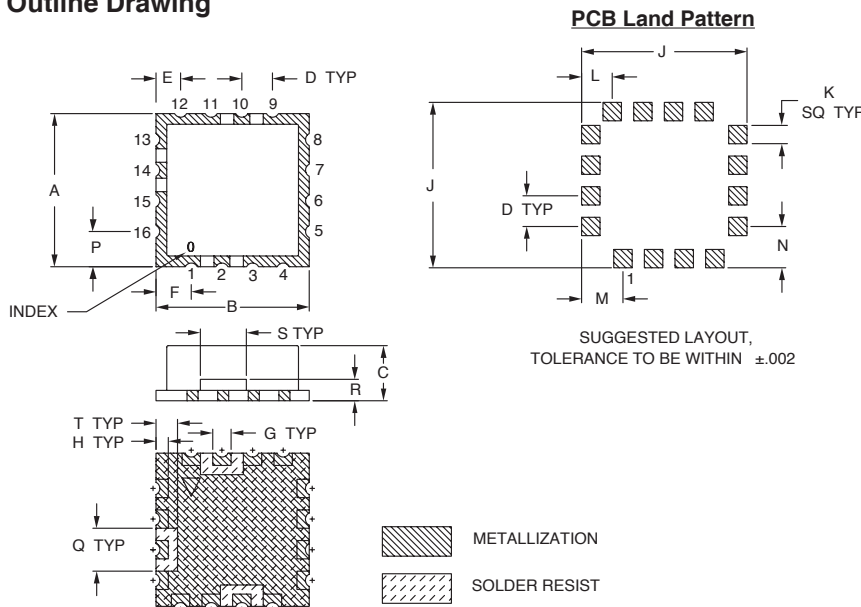 Outline Drawing
PCB Land Pattern
E
D TYP
12 11 10 9
13
14
15
16
8
7
6
5
A
P
0
1 2 3 4
F
B
INDEX
J
L
K
SQ TYP
J
D TYP
N
1
M
SUGGESTED LAYOUT,
TOLERANCE TO BE WITHIN ±.002
S TYP
C
R
T TYP
H TYP
G TYP
Q TYP
METALLIZATION
SOLDER RESIST